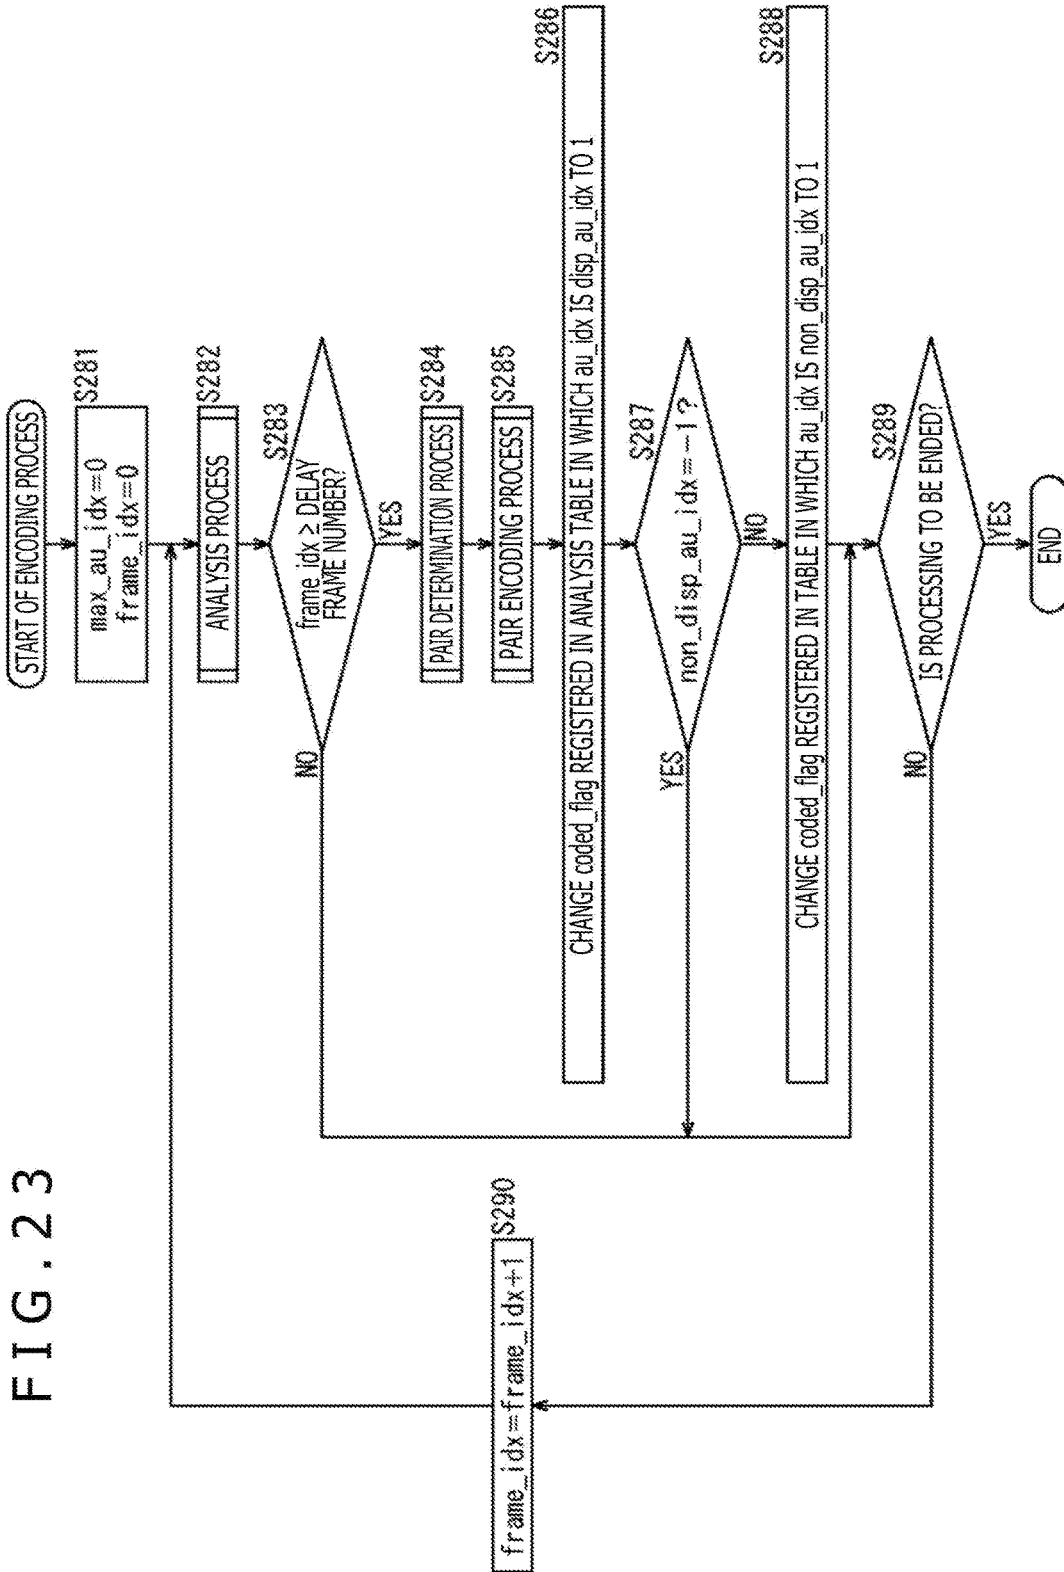 FIG. 23
START OF ENCODING PROCESS
S281
max_au_idx=0
frame_idx=0
S282
ANALYSIS PROCESS
S283
frame_idx ≥ DELAY
FRAME NUMBER?
NO
YES
S284
PAIR DETERMINATION PROCESS
S285
PAIR ENCODING PROCESS
S286
CHANGE coded_flag REGISTERED IN ANALYSIS TABLE IN WHICH au_idx IS disp_au_idx TO 1
S287
non_disp_au_idx=-1?
YES
NO
S288
CHANGE coded_flag REGISTERED IN TABLE IN WHICH au_idx IS non_disp_au_idx TO 1
S289
IS PROCESSING TO BE ENDED?
NO
YES
END
S290
frame_idx=frame_idx+1